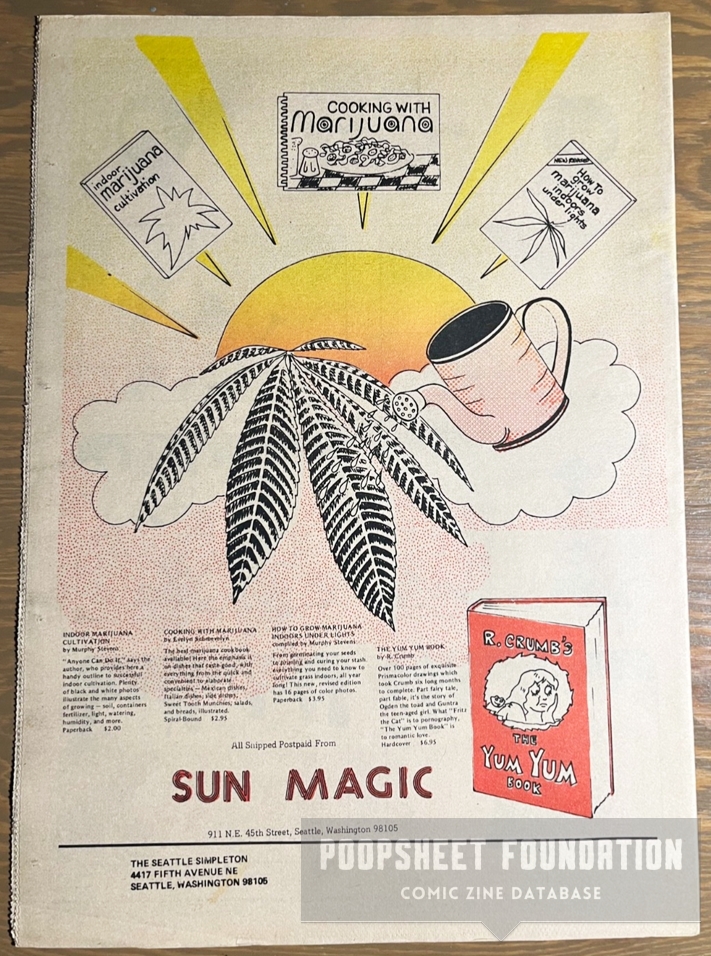 COOKING WITH
marijuana
indoor
marijuana
cultivation
NEW
How To
grow
marijuana
indoors
under lights
INDOOR MARIJUANA
CULTIVATION
by Murphy Stevens
"Anyone Can Do It," says the
author, who provides here a
handy outline to successful
indoor cultivation. Plenty
of black and white photos
illustrate the many aspects
of growing — soil, containers
fertilizer, light, watering,
humidity, and more.
Paperback $2.00
COOKING WITH MARIJUANA
by Evelyn
The best marijuana cookbook
available! Here the emphasis is
on dishes that taste good, with
everything from the quick and
convenient to elaborate
specialties — Mexican dishes,
Italian dishes, side dishes,
Sweet Tooth Munchies, salads,
and breads, illustrated.
Spiral-Bound $2.95
HOW TO GROW MARIJUANA
INDOORS UNDER LIGHTS
compiled by Murphy Stevens
From germinating your seeds
to pruning and curing your stash
everything you need to know to
cultivate grass indoors, all year
long! This new, revised edition
has 16 pages of color photos.
Paperback $3.95
THE YUM YUM BOOK
by R. Crumb
Over 100 pages of exquisite
Prismacolor drawings which
took Crumb six long months
to complete. Part fairy tale,
part fable, it's the story of
Ogden the toad and Guntra
the teen-aged girl. What "Fritz
the Cat" is to pornography,
"The Yum Yum Book" is
to romantic love.
Hardcover $6.95
R. CRUMB'S
THE
YUM YUM
BOOK
All Shipped Postpaid From
SUN MAGIC
911 N.E. 45th Street, Seattle, Washington 98105
THE SEATTLE SIMPLETON
4417 FIFTH AVENUE NE
SEATTLE, WASHINGTON 98105
POOPSHEET FOUNDATION
COMIC ZINE DATABASE